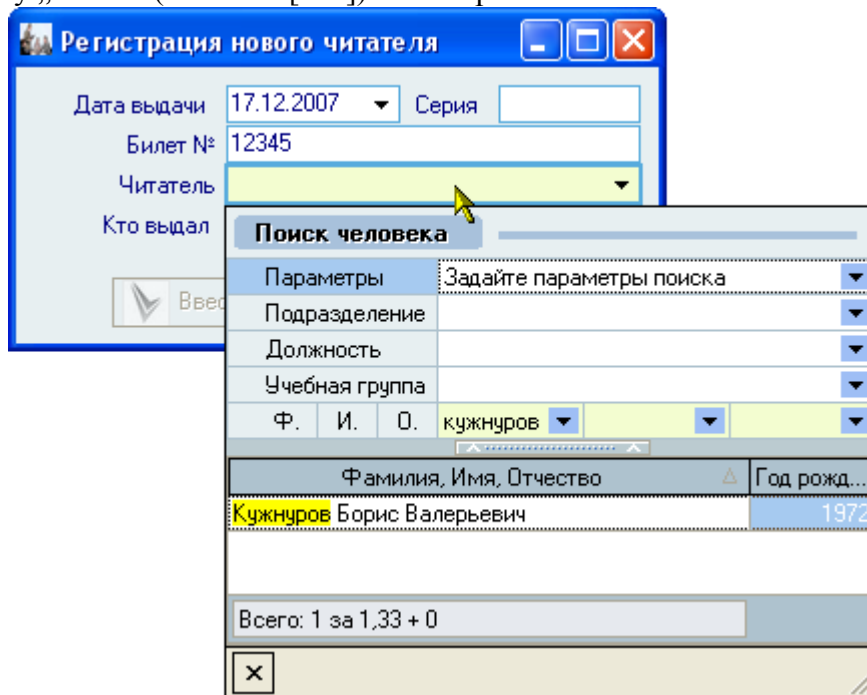 Регистрация нового читателя
Дата выдачи 17.12.2007 Серия
Билет № 12345
Читатель
Кто выдал
Поиск человека
Параметры Задайте параметры поиска
Подразделение
Должность
Учебная группа
Ф. И. О. кужнуров
Фамилия, Имя, Отчество Год рожд...
Кужнуров Борис Валерьевич 1972
Всего: 1 за 1,33 + 0